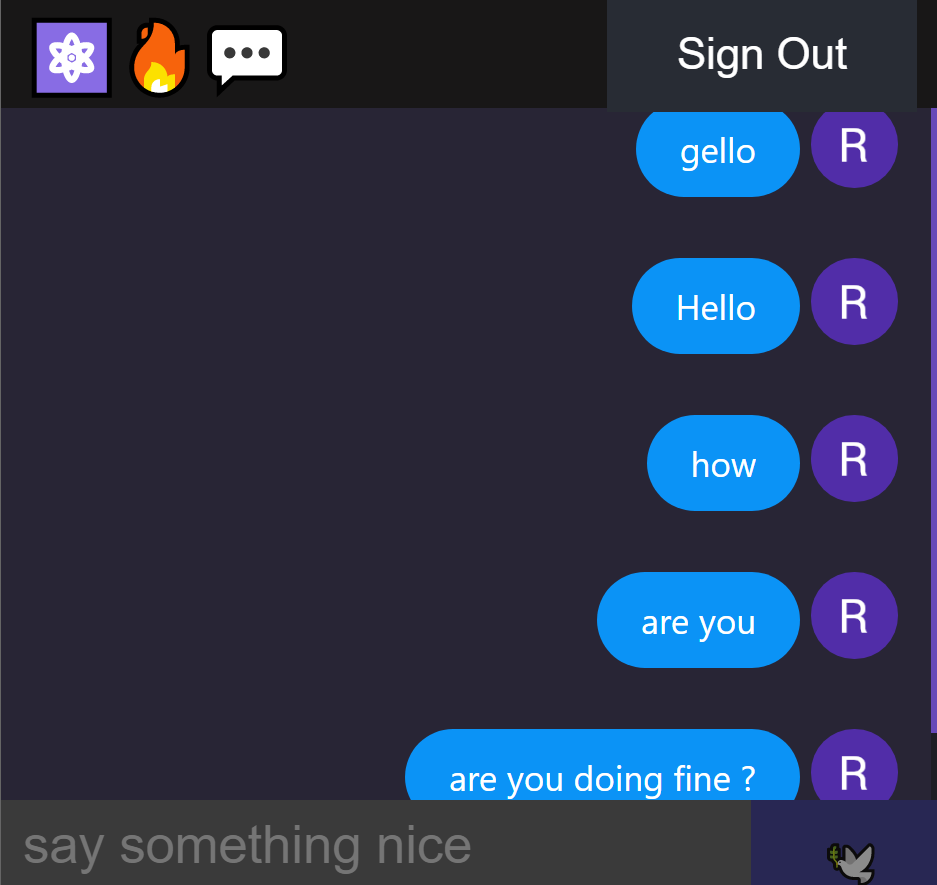 Sign Out
gello
R
Hello
R
how
R
are you
R
are you doing fine ?
R
say something nice